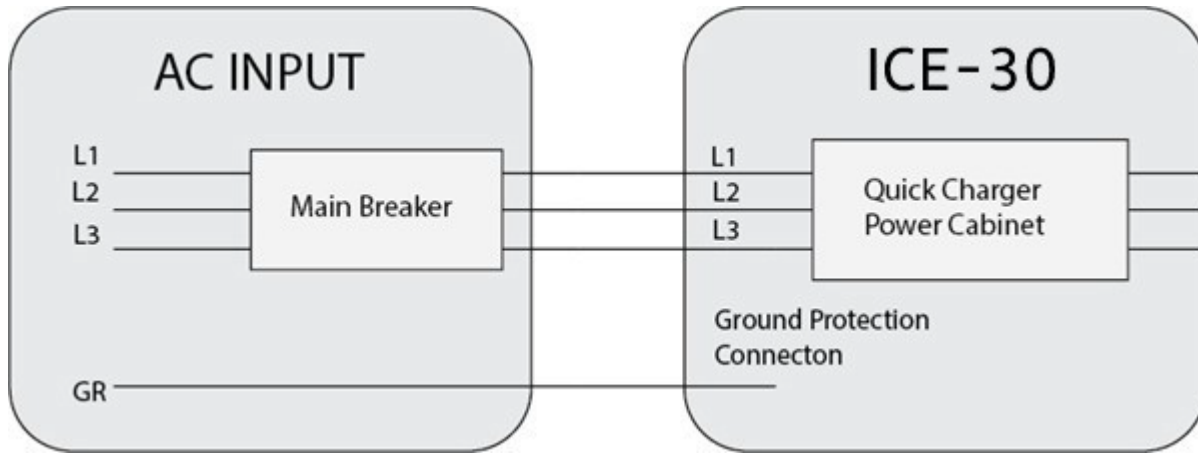 AC INPUT
L1
L2
L3
Main Breaker
GR
ICE-30
L1
L2
L3
Quick Charger
Power Cabinet
Ground Protection
Connecton